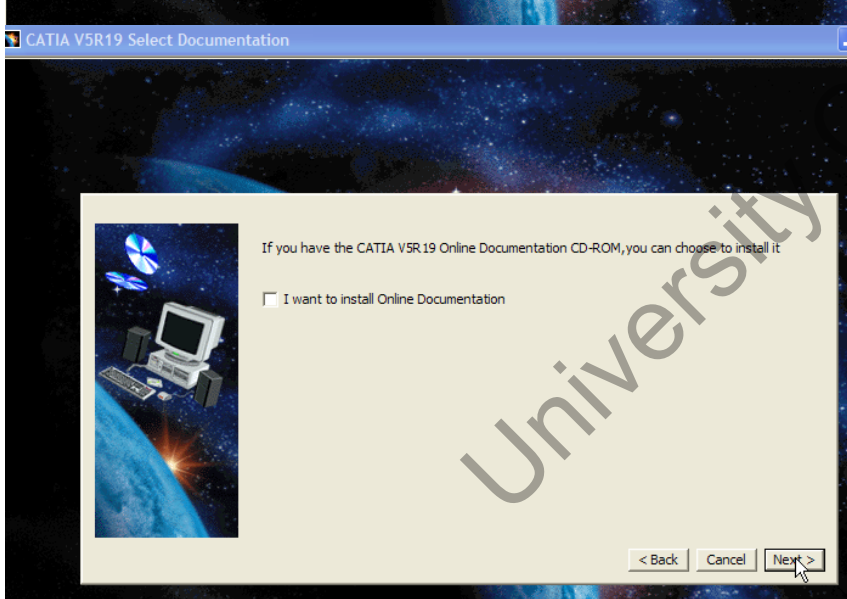 CATIA V5R19 Select Documentation
If you have the CATIA V5R19 Online Documentation CD-ROM,you can choose to install it
I want to install Online Documentation
University
< Back
Cancel
Next >